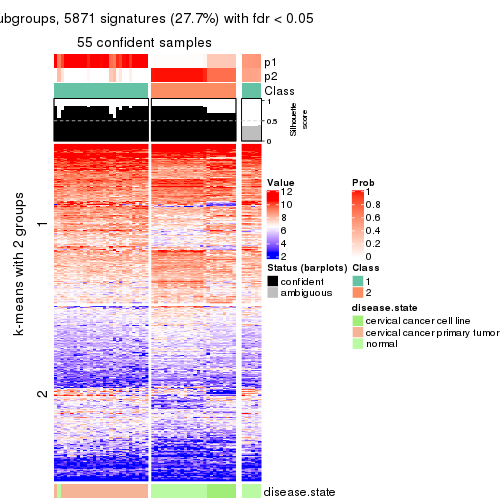 ubgroups, 5871 signatures (27.7%) with fdr < 0.05
55 confident samples
p1
p2
Class
1
0.5
0
Silhouette
score
k-means with 2 groups
1
2
Value
12
10
8
6
4
2
Prob
1
0.8
0.6
0.4
0.2
0
Status (barplots)
confident
ambiguous
Class
1
2
disease.state
cervical cancer cell line
cervical cancer primary tumor
normal
disease.state